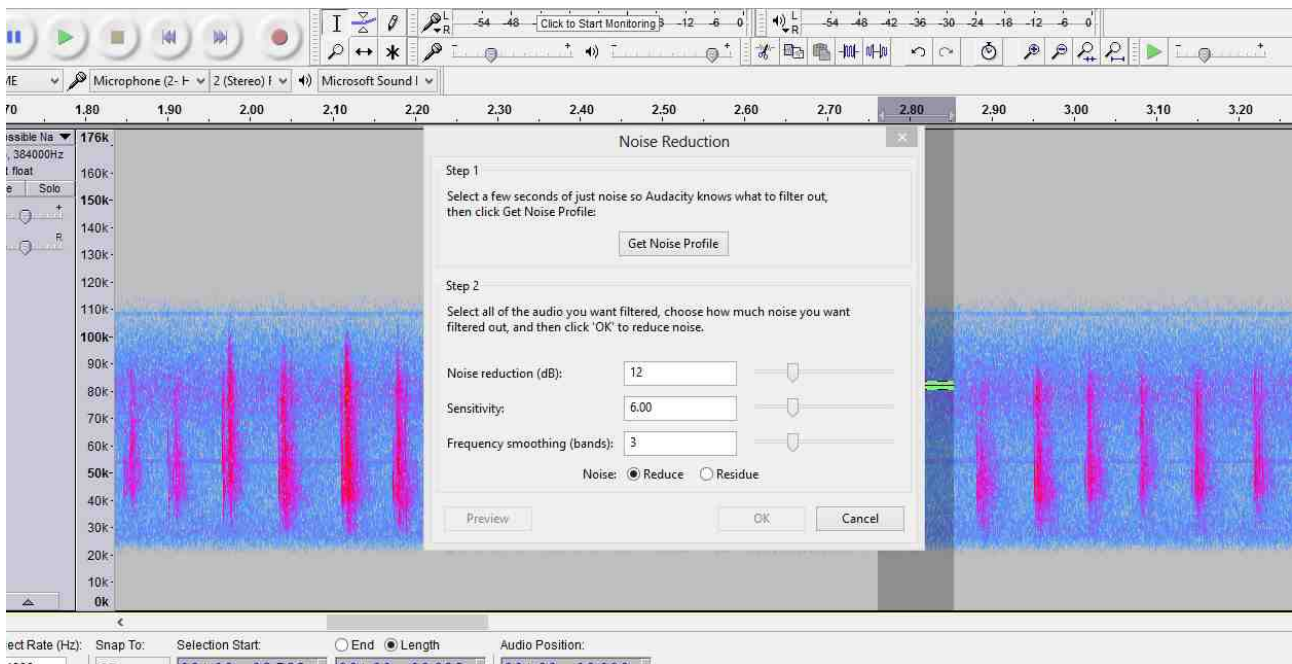 L
R
-54 -48 Click to Start Monitoring -12 -6 0
L
R
-54 -48 -42 -36 -30 -24 -18 -12 -6 0
Microphone (2- 2 (Stereo) Microsoft Sound
1.80 1.90 2.00 2.10 2.20 2.30 2.40 2.50 2.60 2.70 2.80 2.90 3.00 3.10 3.20
Na 176k
384000Hz
float
160k
Solo
150k
140k
R
130k
120k
110k
100k
90k
80k
70k
60k
50k
40k
30k
20k
10k
0k
Noise Reduction
Step 1
Select a few seconds of just noise so Audacity knows what to filter out,
then click Get Noise Profile:
Get Noise Profile
Step 2
Select all of the audio you want filtered, choose how much noise you want
filtered out, and then click 'OK' to reduce noise.
Noise reduction (dB): 12
Sensitivity: 6.00
Frequency smoothing (bands): 3
Noise: Reduce Residue
Preview OK Cancel
Rate (Hz): Snap To: Selection Start: End Length Audio Position: